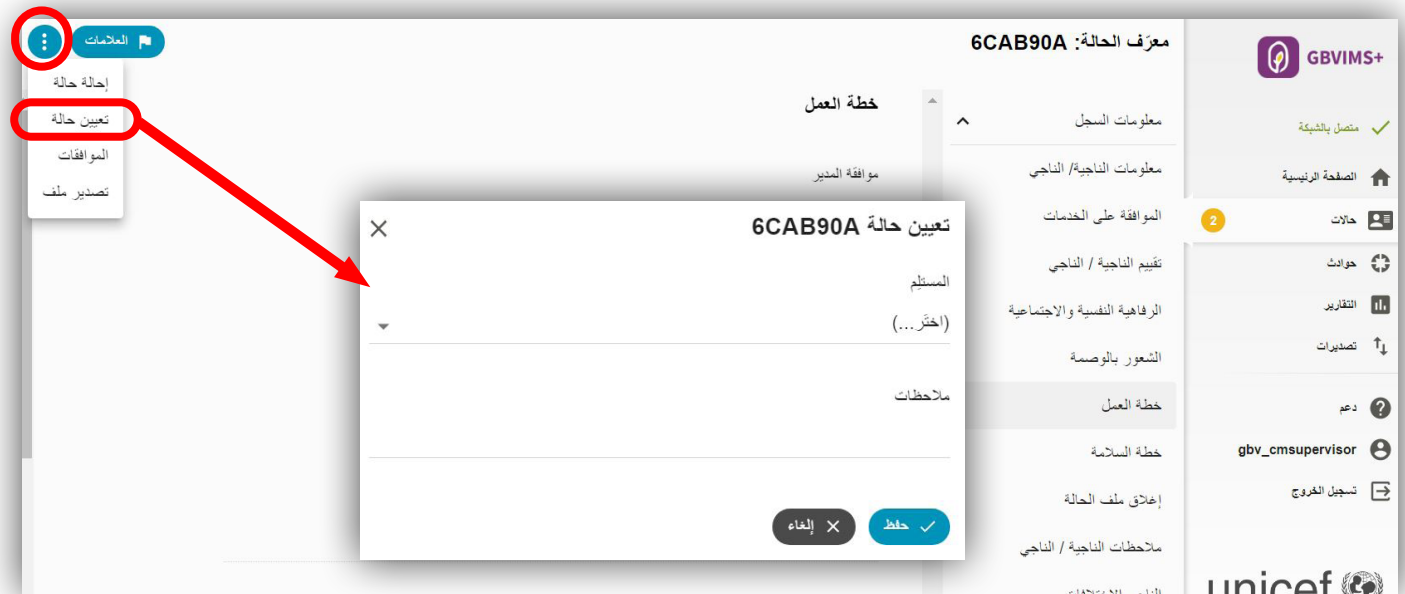 GBVIMS+
متصل بالشبكة
الصفحة الرئيسية
حالات
2
حوادث
التقارير
تصديرات
دعم
gbv_cmsupervisor
تسجيل الخروج
unicef
معرّف الحالة: 6CAB90A
العلامات
إحالة حالة
تعيين حالة
الموافقات
تصدير ملف
معلومات السجل
معلومات الناجية/ الناجي
الموافقة على الخدمات
تقييم الناجية / الناجي
الرفاهية النفسية والاجتماعية
الشعور بالوصمة
خطة العمل
خطة السلامة
إغلاق ملف الحالة
ملاحظات الناجية / الناجي
خطة العمل
موافقة المدير
تعيين حالة 6CAB90A
المستلِم
(اختَر...)
ملاحظات
حفظ
إلغاء